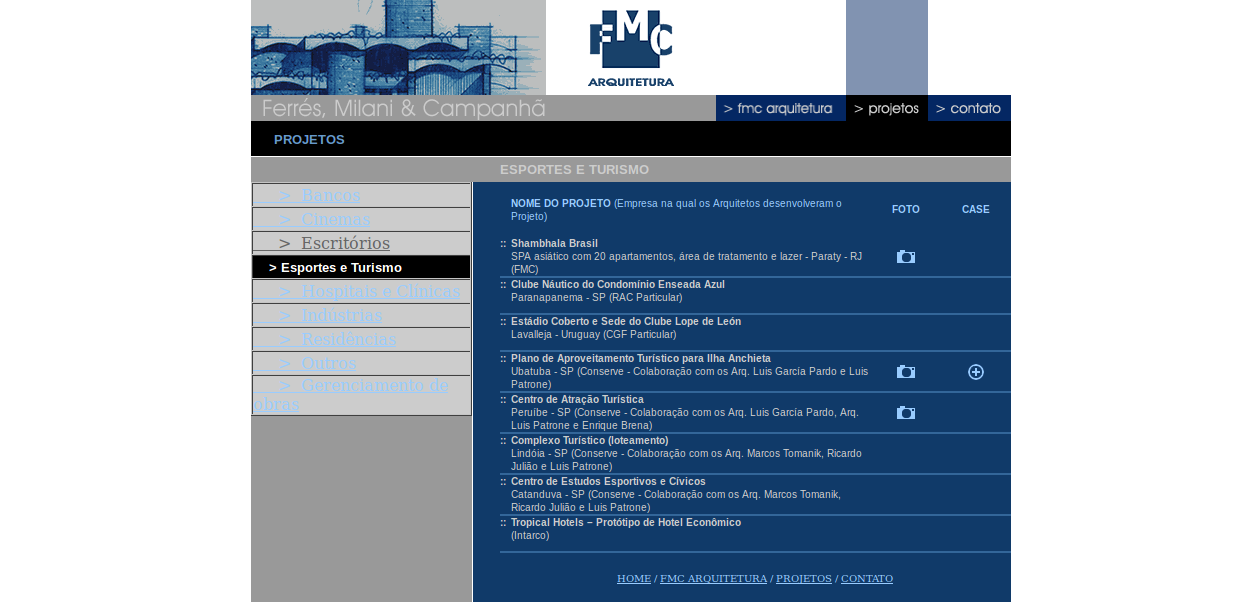 FMC
ARQUITETURA
Ferrés, Milani & Campanhã
> fmc arquitetura
> projetos
> contato
PROJETOS
ESPORTES E TURISMO
> Bancos
> Cinemas
> Escritórios
> Esportes e Turismo
> Hospitais e Clínicas
> Indústrias
> Residências
> Outros
> Gerenciamento de
obras
NOME DO PROJETO (Empresa na qual os Arquitetos desenvolveram o
Projeto)
FOTO
CASE
:: Shambhala Brasil
SPA asiático com 20 apartamentos, área de tratamento e lazer - Paraty - RJ
(FMC)
:: Clube Náutico do Condomínio Enseada Azul
Paranapanema - SP (RAC Particular)
:: Estádio Coberto e Sede do Clube Lope de León
Lavalleja - Uruguay (CGF Particular)
:: Plano de Aproveitamento Turístico para Ilha Anchieta
Ubatuba - SP (Conserve - Colaboração com os Arq. Luis García Pardo e Luis
Patrone)
:: Centro de Atração Turística
Peruíbe - SP (Conserve - Colaboração com os Arq. Luis García Pardo, Arq.
Luis Patrone e Enrique Brena)
:: Complexo Turístico (loteamento)
Lindóia - SP (Conserve - Colaboração com os Arq. Marcos Tomanik, Ricardo
Julião e Luis Patrone)
:: Centro de Estudos Esportivos e Cívicos
Catanduva - SP (Conserve - Colaboração com os Arq. Marcos Tomanik,
Ricardo Julião e Luis Patrone)
:: Tropical Hotels – Protótipo de Hotel Econômico
(Intarco)
HOME / FMC ARQUITETURA / PROJETOS / CONTATO